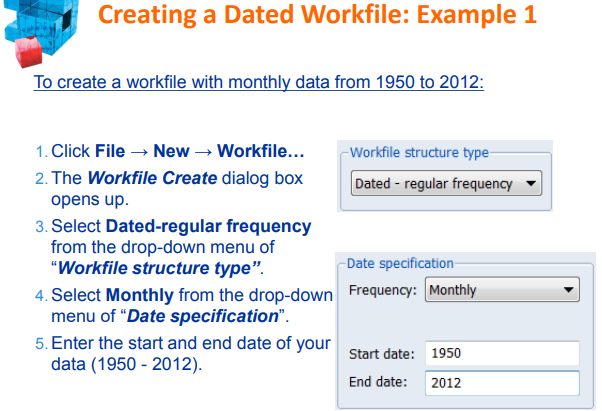 Creating a Dated Workfile: Example 1
To create a workfile with monthly data from 1950 to 2012:
1. Click File → New → Workfile…
2. The Workfile Create dialog box
opens up.
3. Select Dated-regular frequency
from the drop-down menu of
“Workfile structure type”.
4. Select Monthly from the drop-down
menu of “Date specification”.
5. Enter the start and end date of your
data (1950 - 2012).
Workfile structure type
Dated - regular frequency
Date specification
Frequency: Monthly
Start date: 1950
End date: 2012